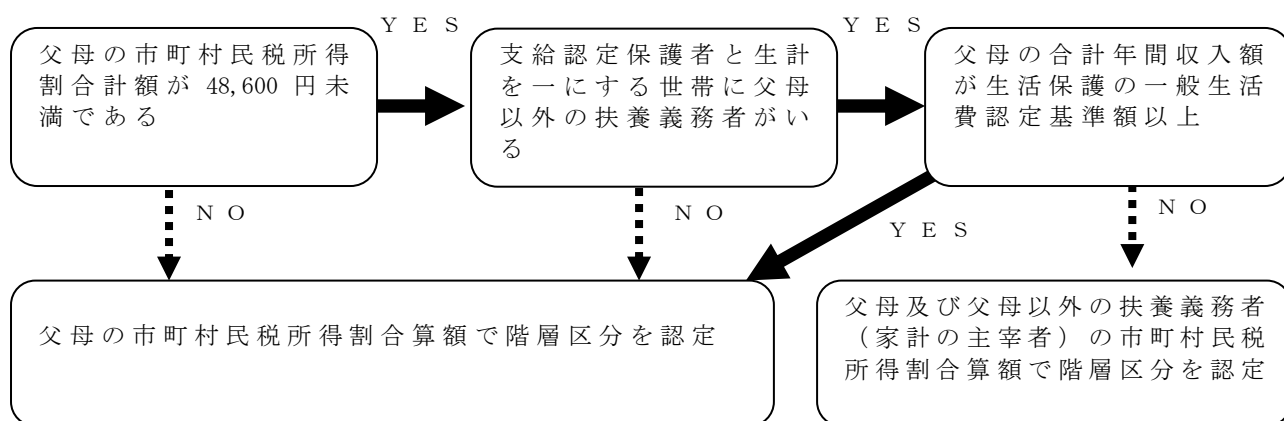 YES
YES
父母の市町村民税所得
割合計額が 48,600 円未
満である
支給認定保護者と生計
を一にする世帯に父母
以外の扶養義務者がい
る
父母の合計年間収入額
が生活保護の一般生活
費認定基準額以上
NO
NO
YES
NO
父母の市町村民税所得割合算額で階層区分を認定
父母及び父母以外の扶養義務者
（家計の主宰者）の市町村民税
所得割合算額で階層区分を認定